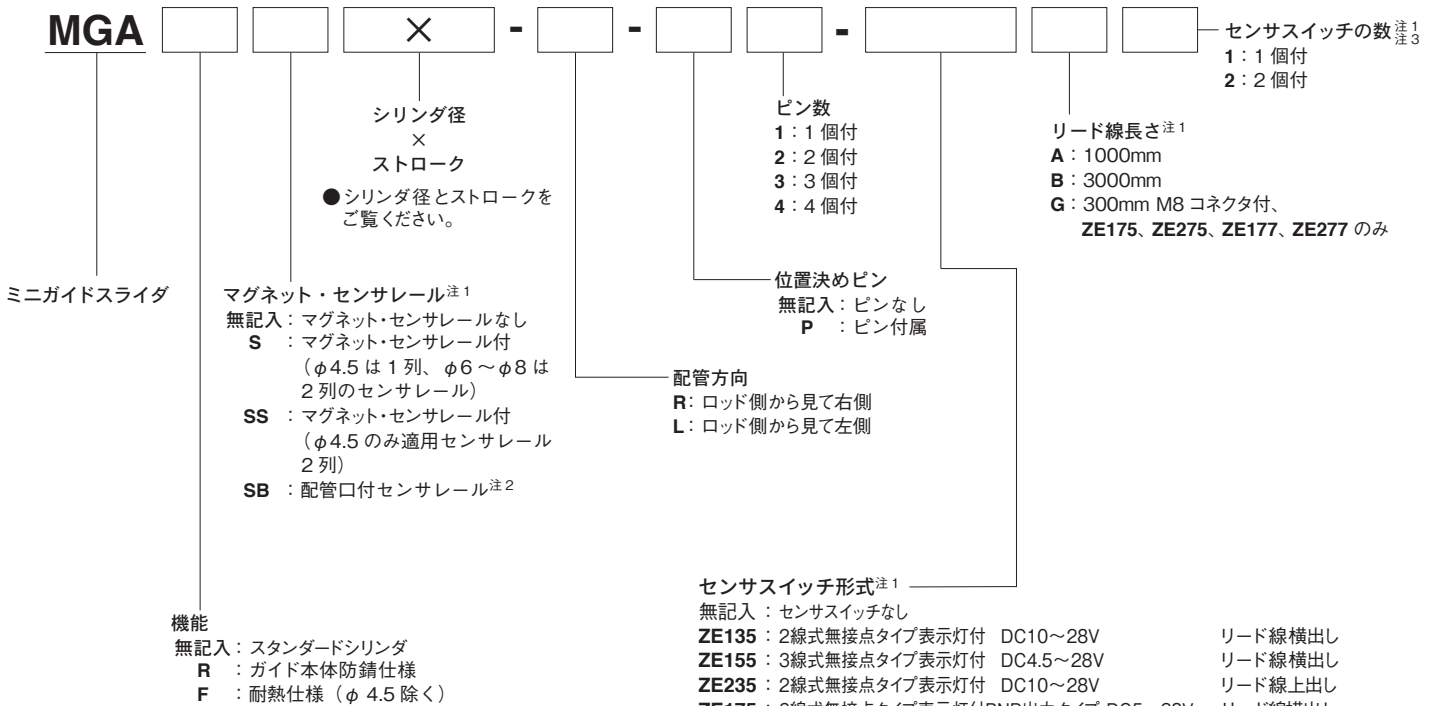 MGA × - - -
センサスイッチの数注1 注3
1：1 個付
2：2 個付
シリンダ径
×
ストローク
●シリンダ径とストロークを
ご覧ください。
ピン数
1：1 個付
2：2 個付
3：3 個付
4：4 個付
リード線長さ注1
A：1000mm
B：3000mm
G：300mm M8 コネクタ付、
ZE175、ZE275、ZE177、ZE277 のみ
ミニガイドスライダ
マグネット・センサレール注1
無記入：マグネット・センサレールなし
S ：マグネット・センサレール付
（φ4.5 は 1 列、φ6～φ8 は
2 列のセンサレール）
SS ：マグネット・センサレール付
（φ4.5 のみ適用センサレール
2 列）
SB ：配管口付センサレール注2
位置決めピン
無記入：ピンなし
P ：ピン付属
配管方向
R：ロッド側から見て右側
L：ロッド側から見て左側
機能
無記入：スタンダードシリンダ
R ：ガイド本体防錆仕様
F ：耐熱仕様（φ 4.5 除く）
センサスイッチ形式注1
無記入：センサスイッチなし
ZE135：2線式無接点タイプ表示灯付 DC10～28V リード線横出し
ZE155：3線式無接点タイプ表示灯付 DC4.5～28V リード線横出し
ZE235：2線式無接点タイプ表示灯付 DC10～28V リード線上出し